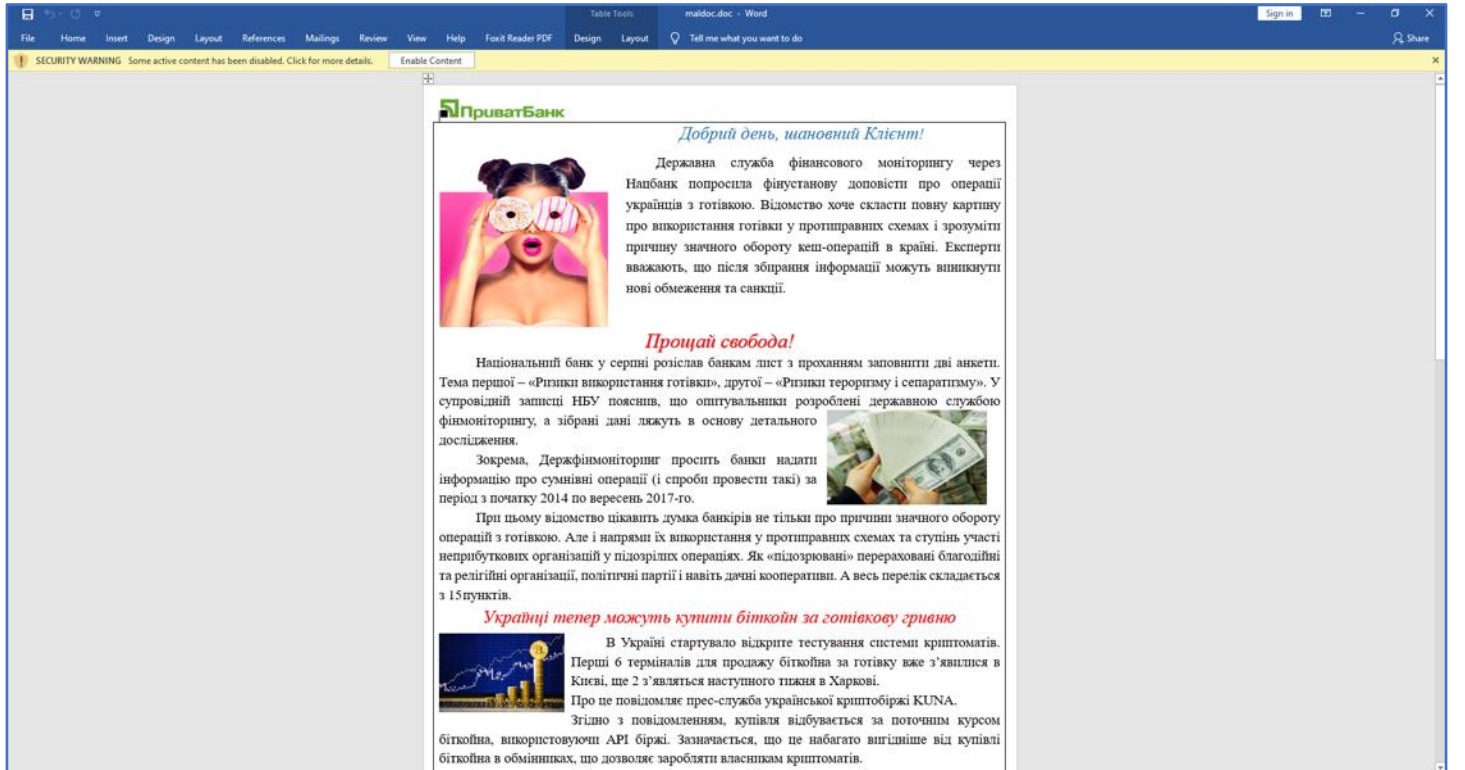 Table Tools
maldoc.doc - Word
Sign in
File Home Insert Design Layout References Mailings Review View Help Foxit Reader PDF Design Layout Tell me what you want to do Share
SECURITY WARNING Some active content has been disabled. Click for more details. Enable Content
ПриватБанк
Добрий день, шановний Клієнт!
Державна служба фінансового моніторингу через
Нацбанк попросила фінустанову доповісти про операції
українців з готівкою. Відомство хоче скласти повну картину
про використання готівки у протиправних схемах і зрозуміти
причину значного обороту кеш-операцій в країні. Експерти
вважають, що після збирання інформації можуть виникнути
нові обмеження та санкції.
Прощай свобода!
Національний банк у серпні розіслав банкам лист з проханням заповнити дві анкети.
Тема першої – «Ризики використання готівки», другої – «Ризики тероризму і сепаратизму». У
супровідній записці НБУ пояснив, що опитувальники розроблені державною службою
фінмоніторингу, а зібрані дані ляжуть в основу детального
дослідження.
Зокрема, Держфінмоніторинг просить банки надати
інформацію про сумнівні операції (і спроби провести такі) за
період з початку 2014 по вересень 2017-го.
При цьому відомство цікавить думка банкірів не тільки про причини значного обороту
операцій з готівкою. Але і напрями їх використання у протиправних схемах та ступінь участі
неприбуткових організацій у підозрілих операціях. Як «підозрювані» перераховані благодійні
та релігійні організації, політичні партії і навіть дачні кооперативи. А весь перелік складається
з 15пунктів.
Українці тепер можуть купити біткойн за готівкову гривню
В Україні стартувало відкрите тестування системи криптоматів.
Перші 6 терміналів для продажу біткойна за готівку вже з’явилися в
Києві, ще 2 з’являться наступного тижня в Харкові.
Про це повідомляє прес-служба української криптобіржі KUNA.
Згідно з повідомленням, купівля відбувається за поточним курсом
біткойна, використовуючи API біржі. Зазначається, що це набагато вигідніше від купівлі
біткойна в обмінниках, що дозволяє заробляти власникам криптоматів.